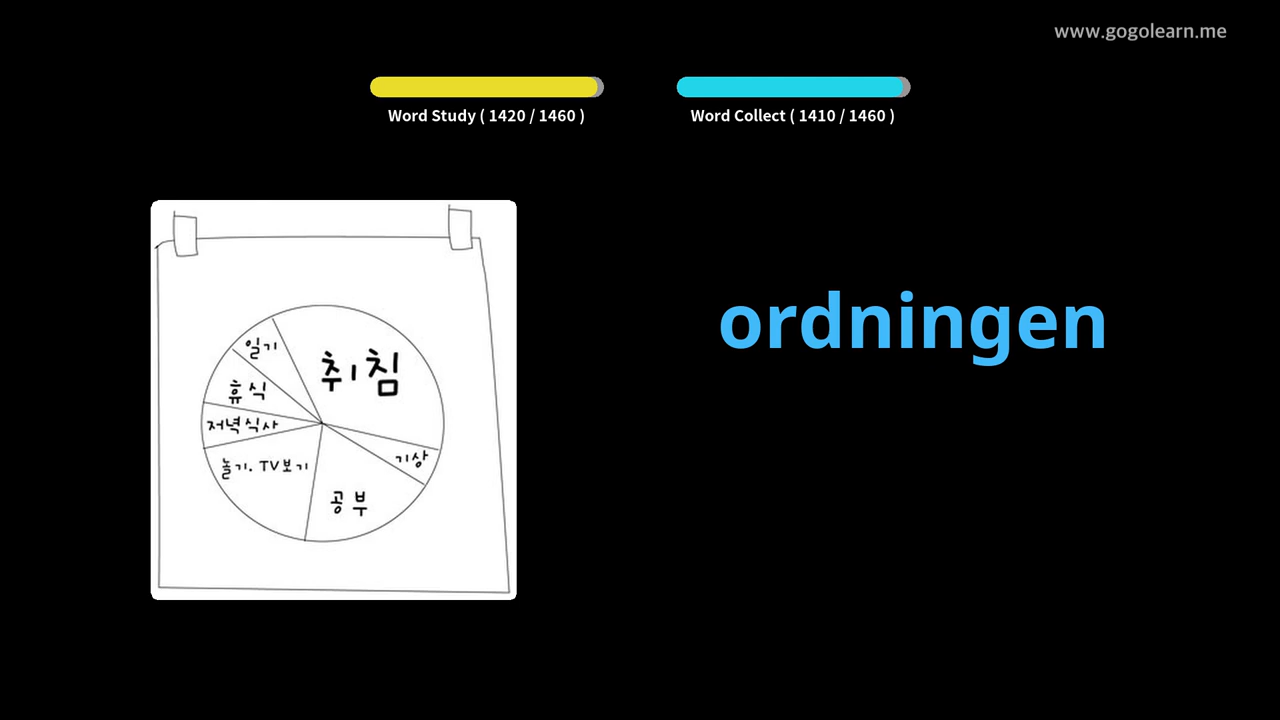 www.gogolearn.me
Word Study ( 1420 / 1460 )
Word Collect ( 1410 / 1460 )
일기
취침
휴식
저녁식사
놀기. TV보기
기상
공부
ordningen